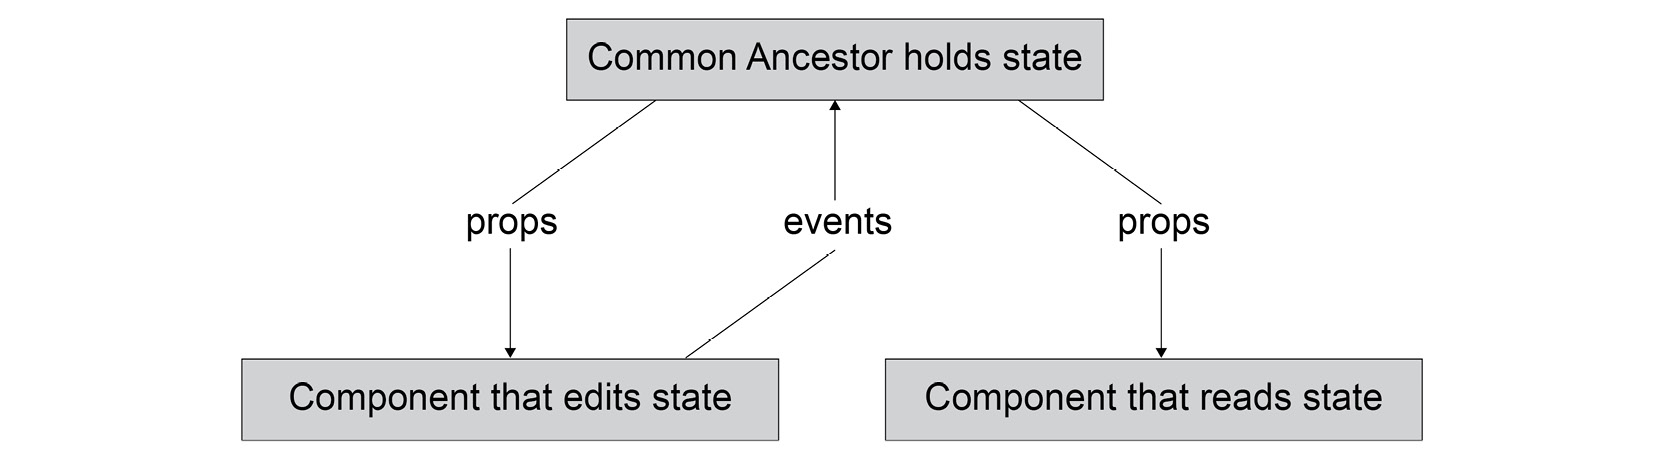 Common Ancestor holds state
props
events
props
Component that edits state
Component that reads state